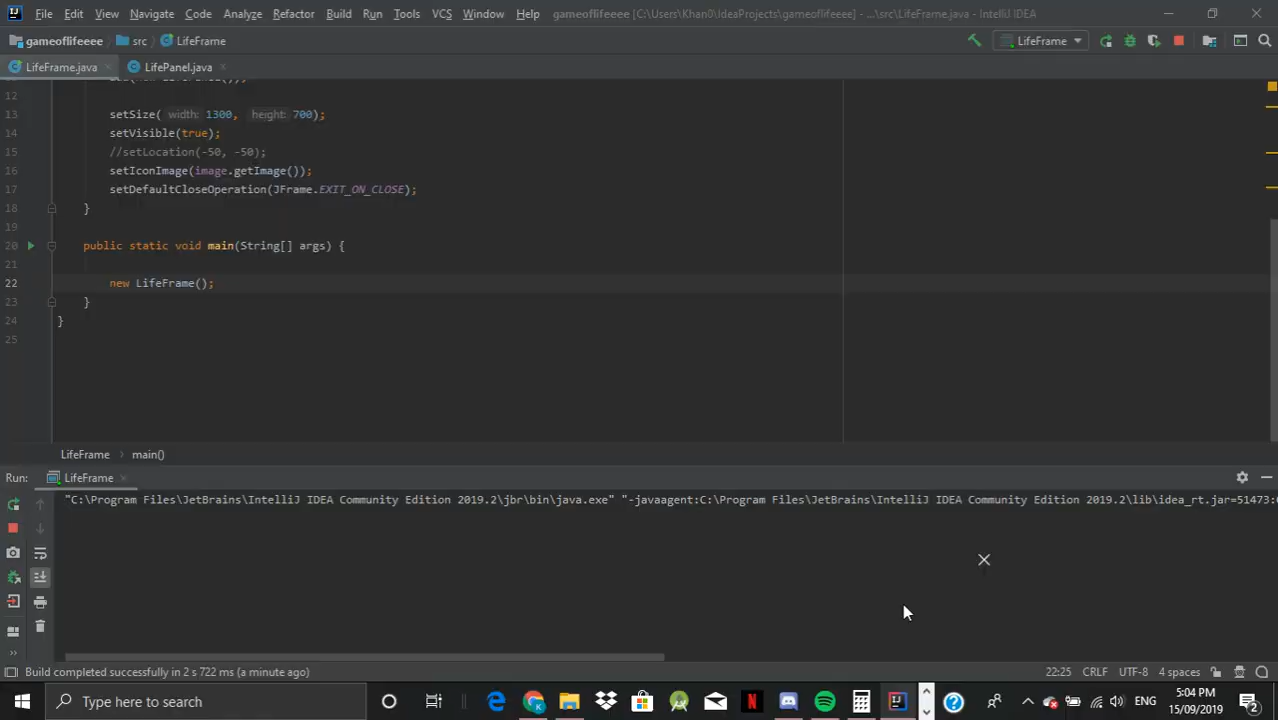 File Edit View Navigate Code Analyze Refactor Build Run Tools VCS Window Help gameoflifeeee [C:\Users\Khan0\IdeaProjects\gameoflifeeee] - ...\src\LifeFrame.java - IntelliJ IDEA
gameoflifeeee src LifeFrame LifeFrame
LifeFrame.java LifePanel.java
12
13 setSize( width: 1300, height: 700);
14 setVisible(true);
15 //setLocation(-50, -50);
16 setIconImage(image.getImage());
17 setDefaultCloseOperation(JFrame.EXIT_ON_CLOSE);
18 }
19
20 public static void main(String[] args) {
21
22 new LifeFrame();
23 }
24 }
25
LifeFrame › main()
Run: LifeFrame
"C:\Program Files\JetBrains\IntelliJ IDEA Community Edition 2019.2\jbr\bin\java.exe" "-javaagent:C:\Program Files\JetBrains\IntelliJ IDEA Community Edition 2019.2\lib\idea_rt.jar=51473:
Build completed successfully in 2 s 722 ms (a minute ago) 22:25 CRLF UTF-8 4 spaces
Type here to search ENG 5:04 PM
15/09/2019 2